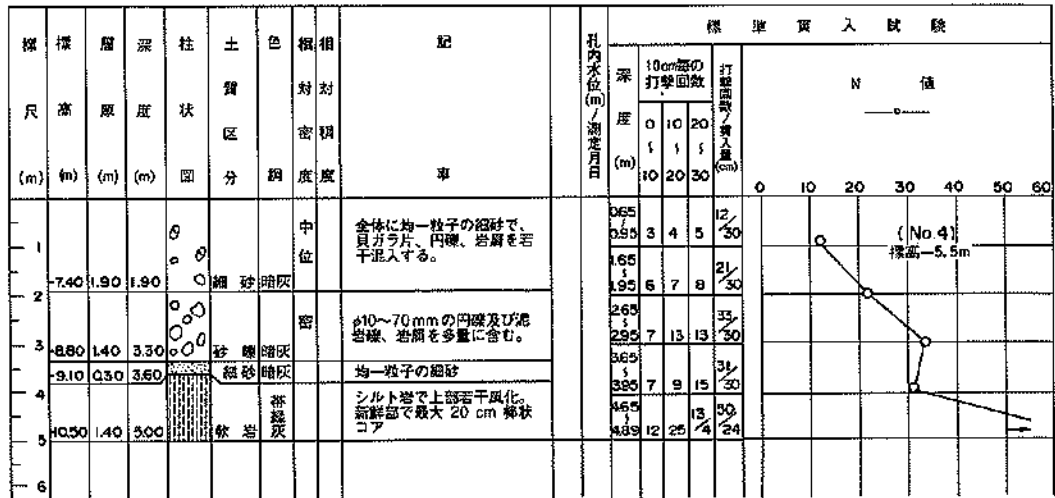 標尺(m)
標高(m)
層厚(m)
深度(m)
柱状図
土質区分
色調
相対密度
相対稠度
記事
孔内水位(m)/測定月日
標準貫入試験
深度(m)
10cm毎の打撃回数
0〜10
10〜20
20〜30
打撃回数/貫入量(cm)
N値
0 10 20 30 40 50 60
1
-7.40 1.90 1.90 細砂 暗灰 中位
全体に均一粒子の細砂で、
貝ガラ片、円礫、岩屑を若
干混入する。
0.65〜0.95 3 4 5 12/30
1.65〜1.95 6 7 8 21/30
(No.4)
標高-5.5m
2
3
-8.80 1.40 3.30 砂礫 暗灰 密
φ10〜70mmの円礫及び泥
岩礫、岩屑を多量に含む。
2.65〜2.95 7 13 13 33/30
-9.10 0.30 3.60 細砂 暗灰
均一粒子の細砂
3.65〜3.95 7 9 15 31/30
4
-10.50 1.40 5.00 軟岩 帯緑灰
シルト岩で上部若干風化。
新鮮部で最大 20 cm 棒状
コア
4.65〜4.89 12 25 13/4 50/24
5
6